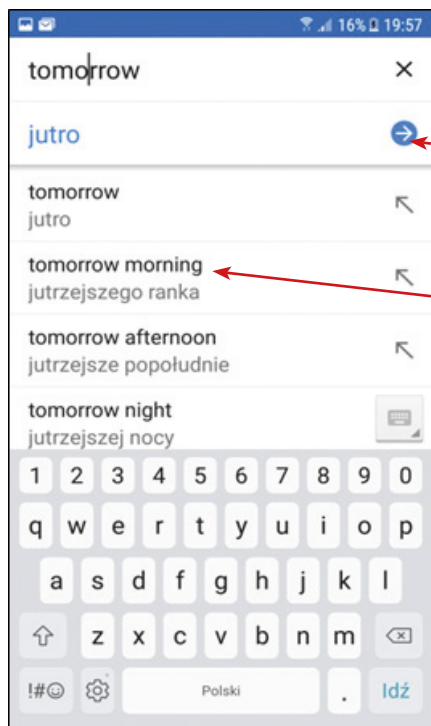 16% 19:57
tomorrow
jutro
tomorrow
jutro
tomorrow morning
jutrzejszego ranka
tomorrow afternoon
jutrzejsze popołudnie
tomorrow night
jutrzejszej nocy
1 2 3 4 5 6 7 8 9 0
q w e r t y u i o p
a s d f g h j k l
z x c v b n m
!#☺ Polski . Idź